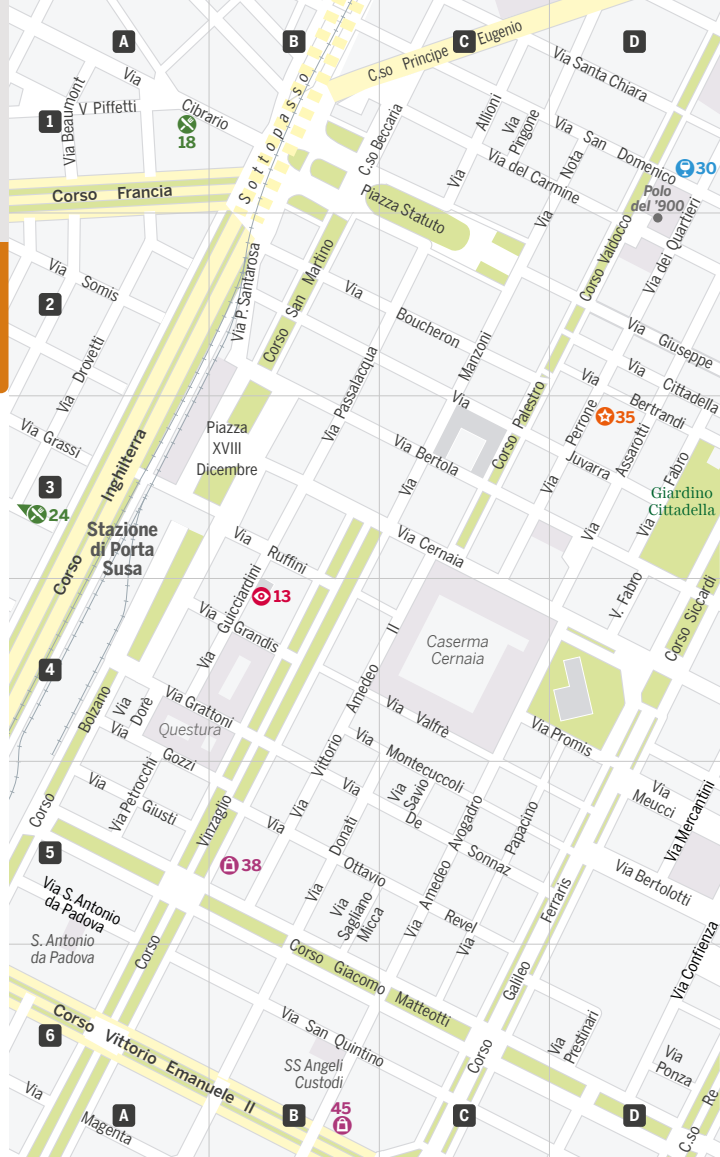 A
B
C
D
C.so Principe Eugenio
Via Santa Chiara
Via Cibrario
V Piffetti
Via Beaumont
1
18
Sottopasso
C.so Beccaria
Via Allioni
Via Pingone
Via San Domenico
30
Via del Carmine
Via Nota
Polo
del '900
Corso Francia
Piazza Statuto
Corso Valdocco
Via dei Quartieri
Via Somis
2
Via P. Santarosa
Corso San Martino
Via Boucheron
Via Manzoni
Via Giuseppe
Via Drovetti
Via Passalacqua
Via Cittadella
Via Bertrandi
35
Perrone
Via
Assarotti
Via
Juvarra
Via Grassi
Piazza
XVIII
Dicembre
Via Bertola
Via
Corso Palestro
Via Fabro
Giardino
Cittadella
3
24
Corso Inghilterra
Stazione
di Porta
Susa
Via Ruffini
Via Cernaia
13
Via Guicciardini
Via Grandis
V. Fabro
Corso Siccardi
4
Caserma
Cernaia
Corso Bolzano
Via
Dorè
Via Grattoni
Questura
Via Gozzi
Via Vittorio Amedeo II
Via Valfrè
Via Promis
Via Montecuccoli
Via Petrocchi
Via Giusti
Corso Vinzaglio
Via
Savio
Via De Sonnaz
Via Amedeo Avogadro
Via Papacino
Via
Meucci
Via Mercantini
5
38
Via Donati
Via Ottavio Revel
Via
Sagliano
Micca
Via Bertolotti
Via S. Antonio
da Padova
S. Antonio
da Padova
Corso Giacomo Matteotti
Corso Galileo Ferraris
Via Confienza
6
Corso Vittorio Emanuele II
Via San Quintino
SS Angeli
Custodi
Via
Prestinari
Via
Ponza
45
Via Magenta
C.so Re
A
B
C
D